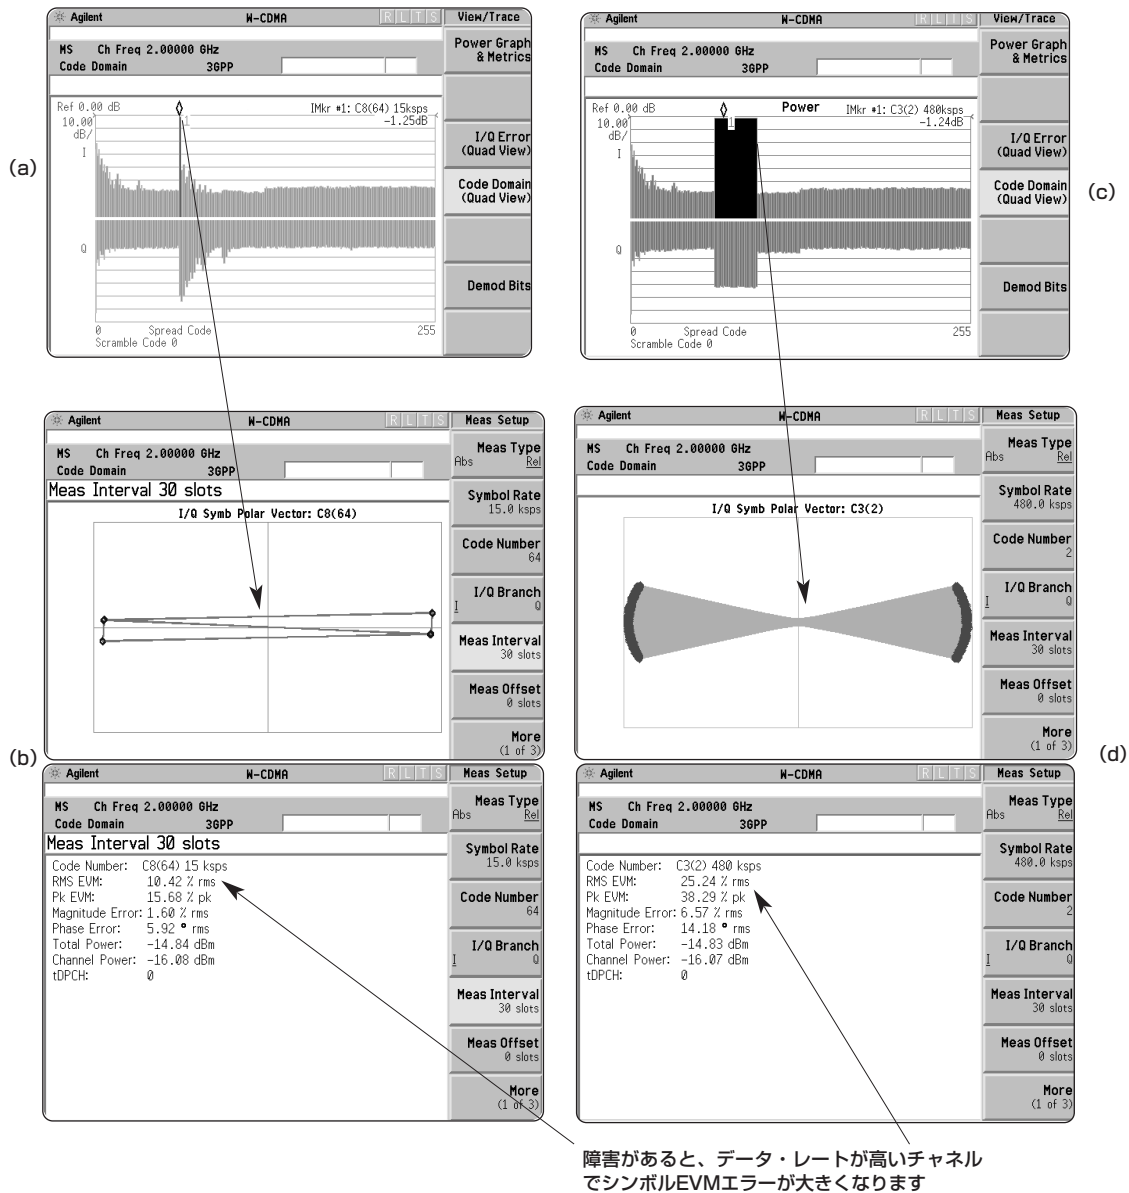 (a)
Agilent W-CDMA R L T S View/Trace
MS Ch Freq 2.00000 GHz
Code Domain 3GPP
Power Graph
& Metrics
Ref 0.00 dB IMkr #1: C8(64) 15ksps
10.00 1 -1.25dB
dB/
I
Q
I/Q Error
(Quad View)
Code Domain
(Quad View)
Demod Bits
0 Spread Code 255
Scramble Code 0
(c)
Agilent W-CDMA R L T S View/Trace
MS Ch Freq 2.00000 GHz
Code Domain 3GPP
Power Graph
& Metrics
Ref 0.00 dB Power IMkr #1: C3(2) 480ksps
10.00 1 -1.24dB
dB/
I
Q
I/Q Error
(Quad View)
Code Domain
(Quad View)
Demod Bits
0 Spread Code 255
Scramble Code 0
(b)
Agilent W-CDMA R L T S Meas Setup
MS Ch Freq 2.00000 GHz
Code Domain 3GPP
Meas Interval 30 slots
I/Q Symb Polar Vector: C8(64)
Meas Type
Abs Rel
Symbol Rate
15.0 ksps
Code Number
64
I/Q Branch
I Q
Meas Interval
30 slots
Meas Offset
0 slots
More
(1 of 3)
Agilent W-CDMA R L T S Meas Setup
MS Ch Freq 2.00000 GHz
Code Domain 3GPP
Meas Interval 30 slots
Code Number: C8(64) 15 ksps
RMS EVM: 10.42 % rms
Pk EVM: 15.68 % pk
Magnitude Error: 1.60 % rms
Phase Error: 5.92 ° rms
Total Power: -14.84 dBm
Channel Power: -16.08 dBm
tDPCH: 0
Meas Type
Abs Rel
Symbol Rate
15.0 ksps
Code Number
64
I/Q Branch
I Q
Meas Interval
30 slots
Meas Offset
0 slots
More
(1 of 3)
(d)
Agilent W-CDMA R L T S Meas Setup
MS Ch Freq 2.00000 GHz
Code Domain 3GPP
I/Q Symb Polar Vector: C3(2)
Meas Type
Abs Rel
Symbol Rate
480.0 ksps
Code Number
2
I/Q Branch
I Q
Meas Interval
30 slots
Meas Offset
0 slots
More
(1 of 3)
Agilent W-CDMA R L T S Meas Setup
MS Ch Freq 2.00000 GHz
Code Domain 3GPP
Code Number: C3(2) 480 ksps
RMS EVM: 25.24 % rms
Pk EVM: 38.29 % pk
Magnitude Error: 6.57 % rms
Phase Error: 14.18 ° rms
Total Power: -14.83 dBm
Channel Power: -16.07 dBm
tDPCH: 0
Meas Type
Abs Rel
Symbol Rate
480.0 ksps
Code Number
2
I/Q Branch
I Q
Meas Interval
30 slots
Meas Offset
0 slots
More
(1 of 3)
障害があると、データ・レートが高いチャネル
でシンボルEVMエラーが大きくなります